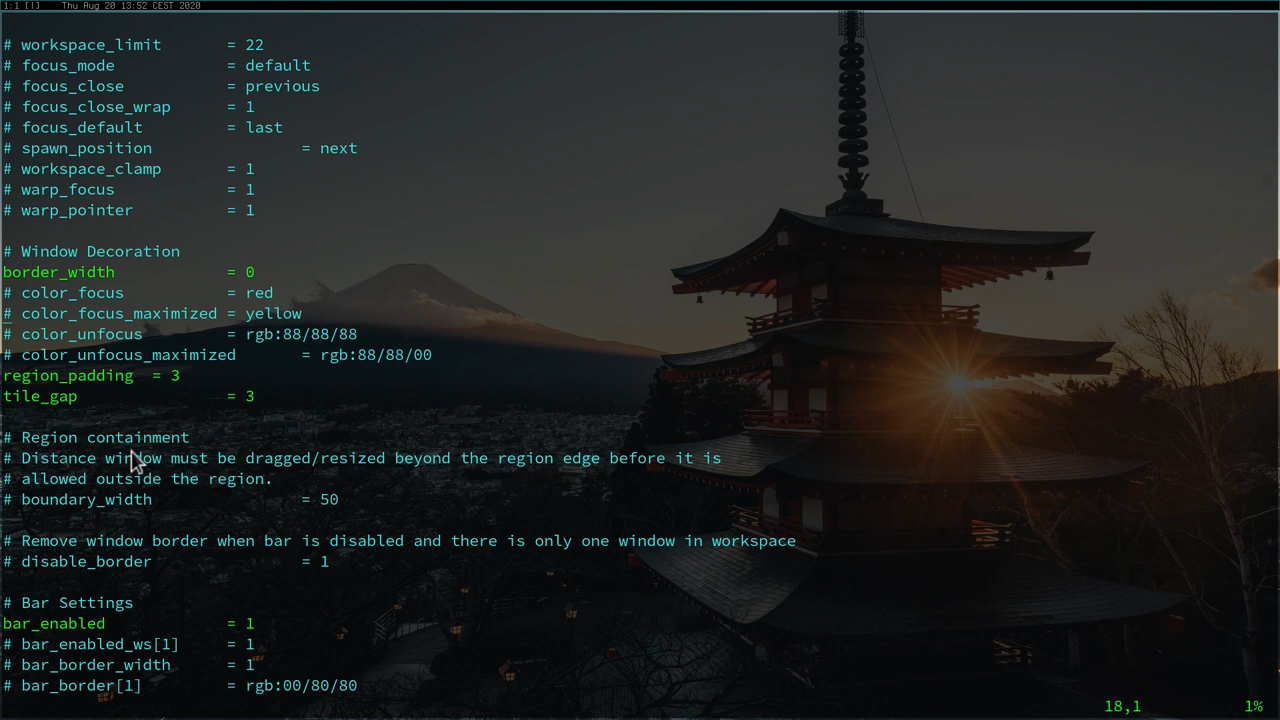 1:1 [|]    Thu Aug 20 13:52 CEST 2020
# workspace_limit       = 22
# focus_mode            = default
# focus_close           = previous
# focus_close_wrap      = 1
# focus_default         = last
# spawn_position                = next
# workspace_clamp       = 1
# warp_focus            = 1
# warp_pointer          = 1
# Window Decoration
border_width            = 0
# color_focus           = red
# color_focus_maximized = yellow
# color_unfocus         = rgb:88/88/88
# color_unfocus_maximized       = rgb:88/88/00
region_padding  = 3
tile_gap                = 3
# Region containment
# Distance window must be dragged/resized beyond the region edge before it is
# allowed outside the region.
# boundary_width                = 50
# Remove window border when bar is disabled and there is only one window in workspace
# disable_border                = 1
# Bar Settings
bar_enabled             = 1
# bar_enabled_ws[1]     = 1
# bar_border_width      = 1
# bar_border[1]         = rgb:00/80/80
18,1          1%